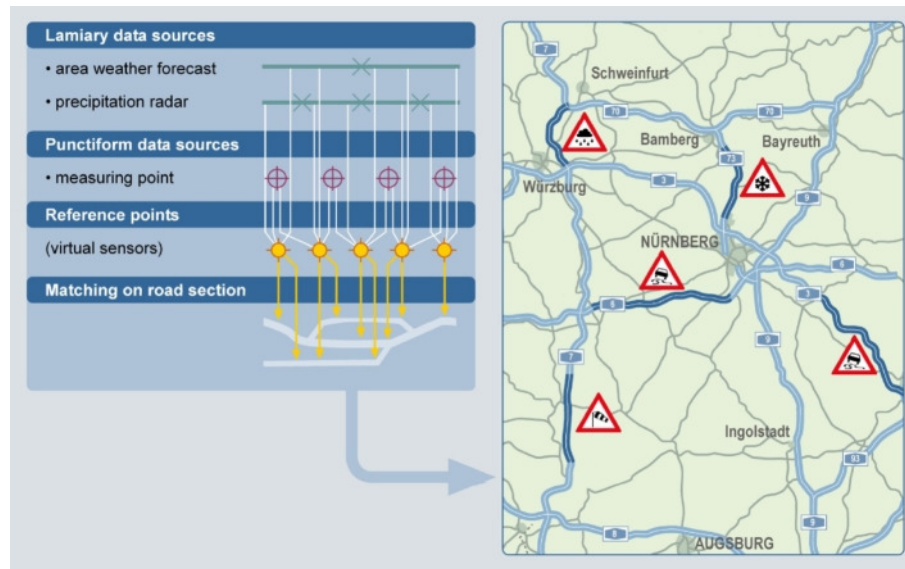 Lamiary data sources
• area weather forecast
• precipitation radar
Punctiform data sources
• measuring point
Reference points
(virtual sensors)
Matching on road section
7
Schweinfurt
70
70
Bamberg
Bayreuth
73
Würzburg
3
9
NÜRNBERG
6
3
6
7
9
Ingolstadt
93
9
8
AUGSBURG